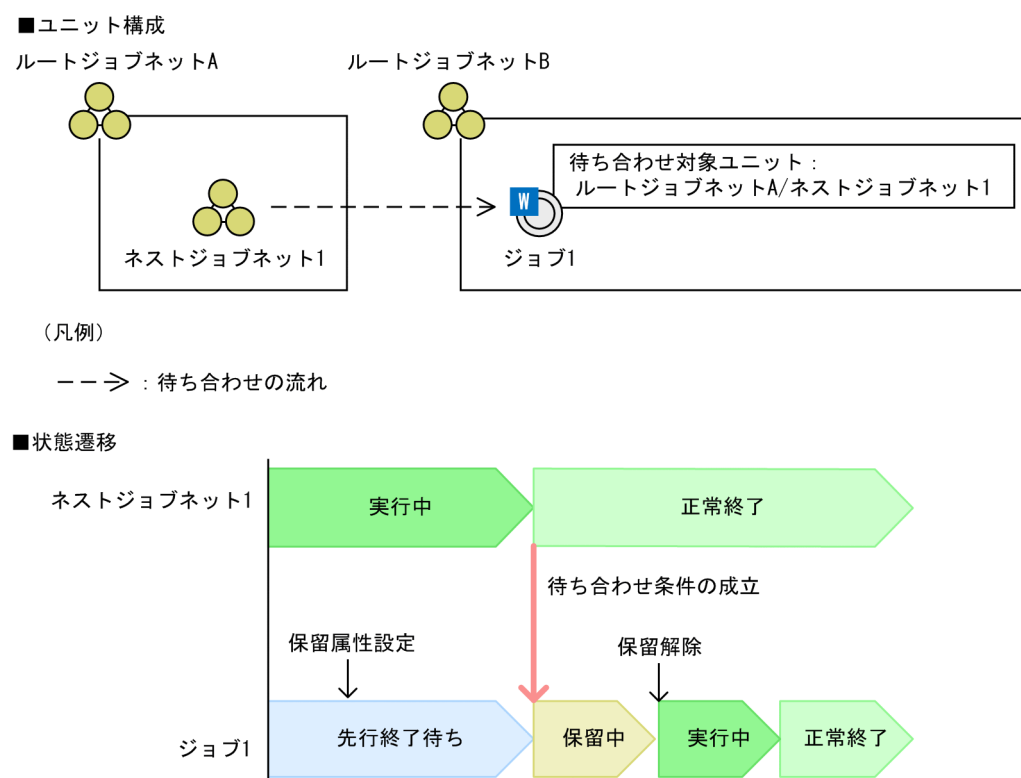 ■ユニット構成
ルートジョブネットA
ルートジョブネットB
待ち合わせ対象ユニット：
ルートジョブネットA/ネストジョブネット1
W
ネストジョブネット1
ジョブ1
（凡例）
：待ち合わせの流れ
■状態遷移
ネストジョブネット1
実行中
正常終了
待ち合わせ条件の成立
保留属性設定
保留解除
ジョブ1
先行終了待ち
保留中
実行中
正常終了